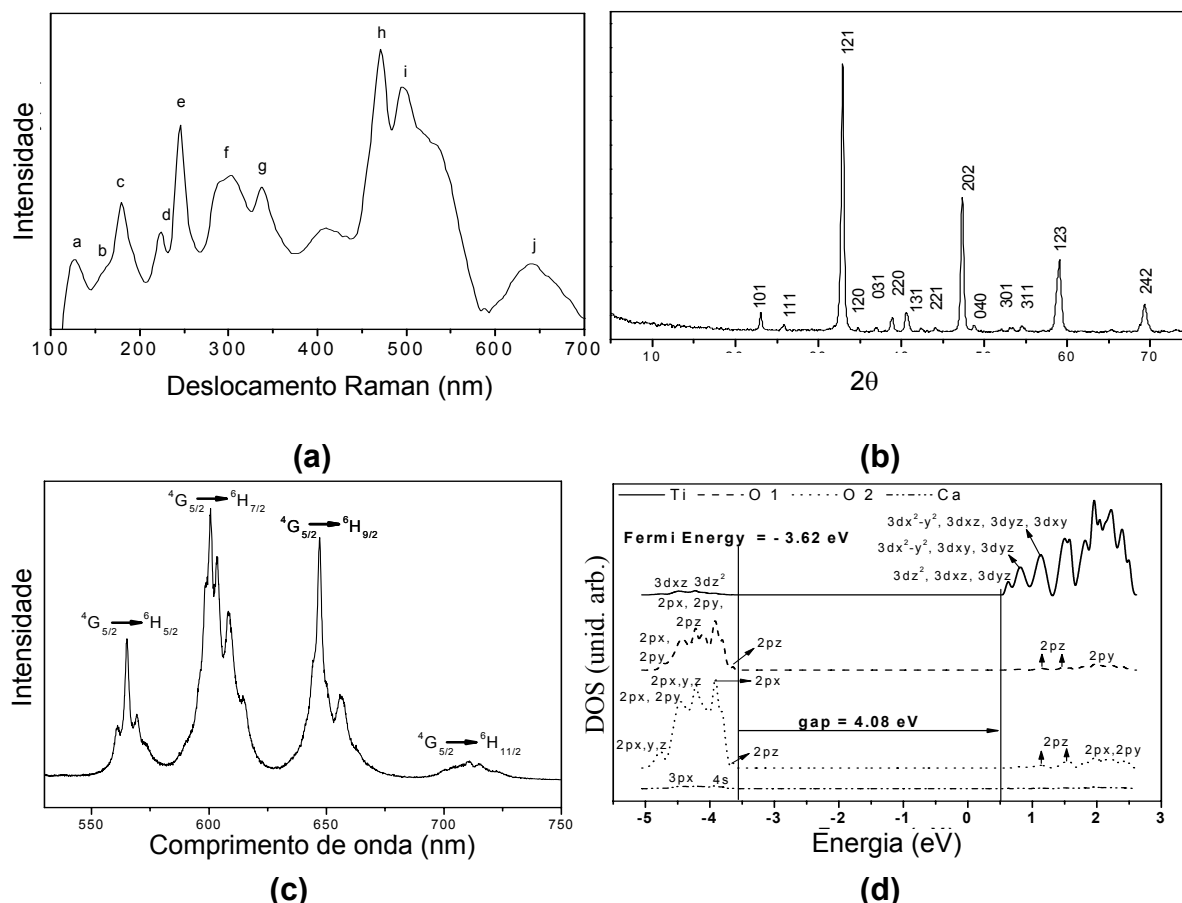 Intensidade
a
b
c
d
e
f
g
h
i
j
100 200 300 400 500 600 700
Deslocamento Raman (nm)
(a)
101
111
121
120
031
220
131
221
202
040
301
311
123
242
10 20 30 40 50 60 70
2θ
(b)
Intensidade
⁴G₅/₂ → ⁶H₅/₂
⁴G₅/₂ → ⁶H₇/₂
⁴G₅/₂ → ⁶H₉/₂
⁴G₅/₂ → ⁶H₁₁/₂
550 600 650 700 750
Comprimento de onda (nm)
(c)
DOS (unid. arb.)
Ti O 1 O 2 Ca
Fermi Energy = - 3.62 eV
3dx²-y², 3dxz, 3dyz, 3dxy
3dx²-y², 3dxy, 3dyz
3dz², 3dxz, 3dyz
3dxz 3dz²
2px, 2py,
2pz
2px,
2py
2pz
2pz
2py
2px,y,z
2px
2px, 2py
gap = 4.08 eV
2px,y,z
2pz
2pz
2px,2py
3px 4s
-5 -4 -3 -2 -1 0 1 2 3
Energia (eV)
(d)